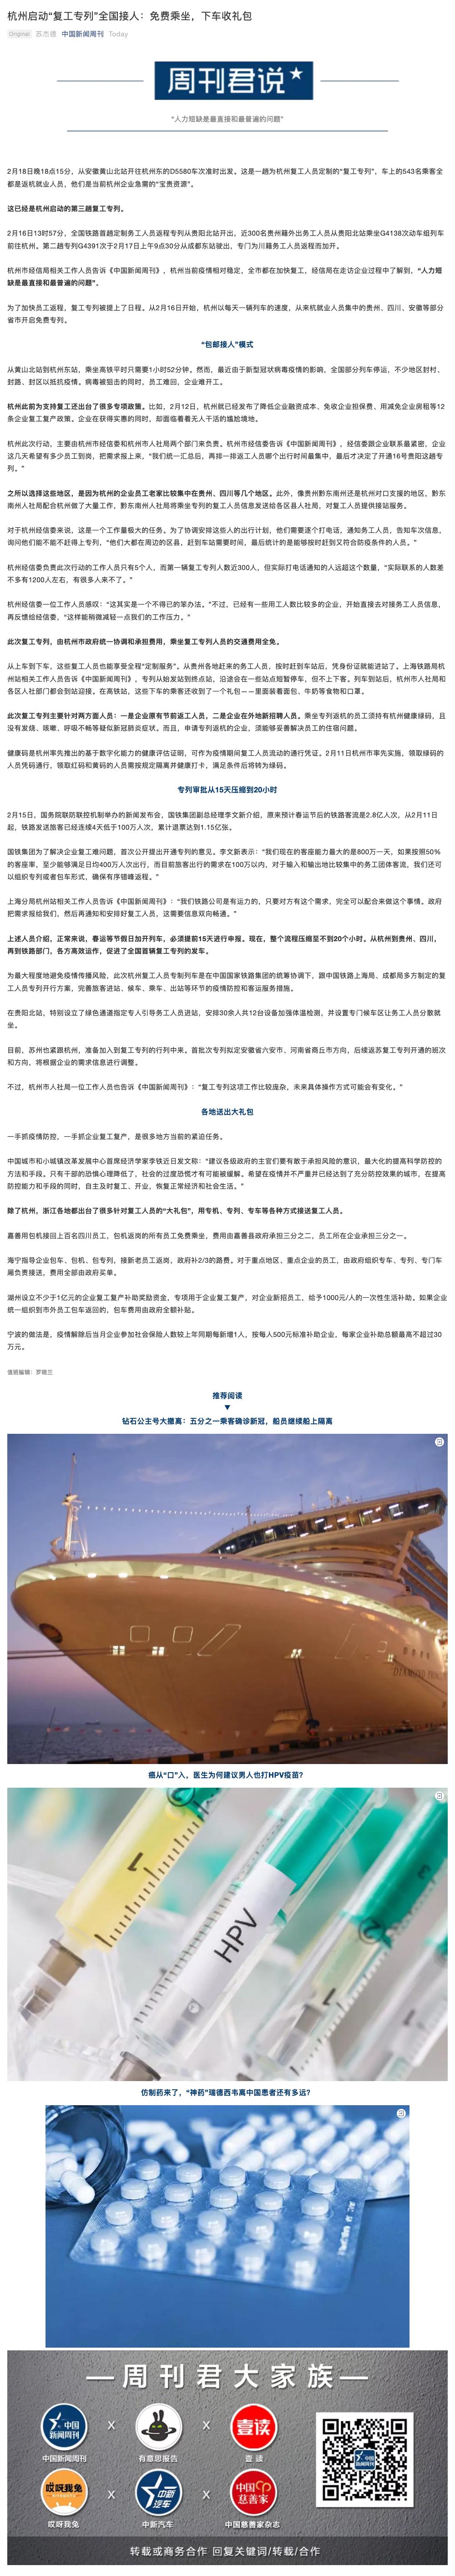 杭州启动“复工专列”全国接人：免费乘坐，下车收礼包
Original 苏杰德 中国新闻周刊 Today
周刊君说
“人力短缺是最直接和最普遍的问题”
2月18日晚18点15分，从安徽黄山北站开往杭州东的D5580车次准时出发。这是一趟为杭州复工人员定制的“复工专列”，车上的543名乘客全
都是返杭就业人员，他们是当前杭州企业急需的“宝贵资源”。
这已经是杭州启动的第三趟复工专列。
2月16日13时57分，全国铁路首趟定制务工人员返程专列从贵阳北站开出，近300名贵州籍外出务工人员从贵阳北站乘坐G4138次动车组列车
前往杭州。第二趟专列G4391次于2月17日上午9点30分从成都东站驶出，专门为川籍务工人员返程而加开。
杭州市经信局相关工作人员告诉《中国新闻周刊》，杭州当前疫情相对稳定，全市都在加快复工，经信局在走访企业过程中了解到，“人力短
缺是最直接和最普遍的问题”。
为了加快员工返程，复工专列被提上了日程。从2月16日开始，杭州以每天一辆列车的速度，从来杭就业人员集中的贵州、四川、安徽等部分
省市开启免费专列。
“包邮接人”模式
从黄山北站到杭州东站，乘坐高铁平时只需要1小时52分钟。然而，最近由于新型冠状病毒疫情的影响，全国部分列车停运，不少地区封村、
封路、封区以抵抗疫情。病毒被狙击的同时，员工难回，企业难开工。
杭州此前为支持复工还出台了很多专项政策。比如，2月12日，杭州就已经发布了降低企业融资成本、免收企业担保费、用减免企业房租等12
条企业复工复产政策。企业在获得实惠的同时，却面临着着无人干活的尴尬境地。
杭州此次行动，主要由杭州市经信委和杭州市人社局两个部门来负责。杭州市经信委告诉《中国新闻周刊》，经信委跟企业联系最紧密，企业
这几天希望有多少员工到岗，把需求报上来，“我们统一汇总后，再排一排返工人员哪个出行时间最集中，最后才决定了开通16号贵阳这趟专
列。”
之所以选择这些地区，是因为杭州的企业员工老家比较集中在贵州、四川等几个地区。此外，像贵州黔东南州还是杭州对口支援的地区，黔东
南州人社局配合杭州做了大量工作，黔东南州人社局将乘坐专列的复工人员信息发送给各区县人社局，对复工人员提供接站服务。
对于杭州经信委来说，这是一个工作量极大的任务。为了协调安排这些人的出行计划，他们需要逐个打电话，通知务工人员，告知车次信息，
询问他们能不能不赶得上专列，“他们大都在周边的区县，赶到车站需要时间，最后统计的是能够按时赶到又符合防疫条件的人员。”
杭州经信委负责此次行动的工作人员只有5个人，而第一辆复工专列人数近300人，但实际打电话通知的人远超这个数量，“实际联系的人数差
不多有1200人左右，有很多人来不了。”
杭州经信委一位工作人员感叹：“这其实是一个不得已的笨办法。”不过，已经有一些用工人数比较多的企业，开始直接去对接务工人员信息，
再反馈给经信委，“这样能稍微减轻一点我们的工作压力。”
此次复工专列，由杭州市政府统一协调和承担费用，乘坐复工专列人员的交通费用全免。
从上车到下车，这些复工人员也能享受全程“定制服务”。从贵州各地赶来的务工人员，按时赶到车站后，凭身份证就能进站了。上海铁路局杭
州站相关工作人员告诉《中国新闻周刊》，专列从始发站到终点站，沿途会在一些站点短暂停车，但不上下客。列车到站后，杭州市人社局和
各区人社部门都会到站迎接。在高铁站，这些下车的乘客还收到了一个礼包——里面装着面包、牛奶等食物和口罩。
此次复工专列主要针对两方面人员：一是企业原有节前返工人员，二是企业在外地新招聘人员。乘坐专列返杭的员工须持有杭州健康绿码，且
没有发烧、咳嗽、呼吸不畅等疑似新冠肺炎症状。而且，申请专列返杭的企业，须能够妥善解决员工的住宿问题。
健康码是杭州率先推出的基于数字化能力的健康评估证明，可作为疫情期间复工人员流动的通行凭证。2月11日杭州市率先实施，领取绿码的
人员凭码通行，领取红码和黄码的人员需按规定隔离并健康打卡，满足条件后将转为绿码。
专列审批从15天压缩到20小时
2月15日，国务院联防联控机制举办的新闻发布会，国铁集团副总经理李文新介绍，原来预计春运节后的铁路客流是2.8亿人次，从2月11日
起，铁路发送旅客已经连续4天低于100万人次，累计退票达到1.15亿张。
国铁集团为了解决企业复工难问题，首次公开提出开通专列的意见。李文新表示：“我们现在的客座能力最大的是800万一天，如果按照50%
的客座率，至少能够满足日均400万人次出行，而目前旅客出行的需求在100万以内，对于输入和输出地比较集中的务工团体客流，我们还可
以组织专列或者包车形式，确保有序错峰返程。”
上海分局杭州站相关工作人员告诉《中国新闻周刊》：“我们铁路公司是有运力的，只要对方有这个需求，完全可以配合来做这个事情。政府
把需求报给我们，然后再通知和安排好复工人员，这需要信息双向畅通。”
上述人员介绍，正常来说，春运等节假日加开列车，必须提前15天进行申报。现在，整个流程压缩至不到20个小时。从杭州到贵州、四川，
再到铁路部门，各方高效运作，促进了全国首辆复工专列的发车。
为最大程度地避免疫情传播风险，此次杭州复工人员专制列车是在中国国家铁路集团的统筹协调下，跟中国铁路上海局、成都局多方制定的复
工人员专列开行方案，完善旅客进站、候车、乘车、出站等环节的疫情防控和客运服务措施。
在贵阳北站，特别设立了绿色通道指定专人引导务工人员进站，安排30余人共12台设备加强体温检测，并设置专门候车区让务工人员分散就
坐。
目前，苏州也紧跟杭州，准备加入到复工专列的行列中来。首批次专列拟定安徽省六安市、河南省商丘市方向，后续返苏复工专列开通的班次
和方向，将根据企业的需求信息进行调整。
不过，杭州市人社局一位工作人员也告诉《中国新闻周刊》：“复工专列这项工作比较庞杂，未来具体操作方式可能会有变化。”
各地送出大礼包
一手抓疫情防控，一手抓企业复工复产，是很多地方当前的紧迫任务。
中国城市和小城镇改革发展中心首席经济学家李铁近日发文称：“建议各级政府的主官们要有敢于承担风险的意识，最大化的提高科学防控的
方法和手段。只有干部的恐惧心理降低了，社会的过度恐慌才有可能被缓解。希望在疫情并不严重并已经达到了充分防控效果的城市，在提高
防控能力和手段的同时，自主及时复工、开业，恢复正常经济和社会生活。”
除了杭州，浙江各地都出台了很多针对复工人员的“大礼包”，用专机、专列、专车等各种方式接送复工人员。
嘉善用包机接回上百名四川员工，包机返岗的所有员工免费乘坐，费用由嘉善县政府承担三分之二，员工所在企业承担三分之一。
海宁指导企业包车、包机、包专列，接新老员工返岗，政府补2/3的路费。对于重点地区、重点企业的员工，由政府组织专车、专列、专门车
厢负责接送，费用全部由政府买单。
湖州设立不少于1亿元的企业复工复产补助奖励资金，专项用于企业复工复产，对企业新招员工，给予1000元/人的一次性生活补助。如果企业
统一组织到市外员工包车返回的，包车费用由政府全额补贴。
宁波的做法是，疫情解除后当月企业参加社会保险人数较上年同期每新增1人，按每人500元标准补助企业，每家企业补助总额最高不超过30
万元。
值班编辑：罗晓兰
推荐阅读
▼
钻石公主号大撤离：五分之一乘客确诊新冠，船员继续船上隔离
癌从“口”入，医生为何建议男人也打HPV疫苗？
HPV
仿制药来了，“神药”瑞德西韦离中国患者还有多远？
周刊君大家族
中国新闻周刊 X 有意思报告 X 壹读
哎呀我兔 X 中新汽车 X 中国慈善家杂志
转载或商务合作 回复关键词/转载/合作